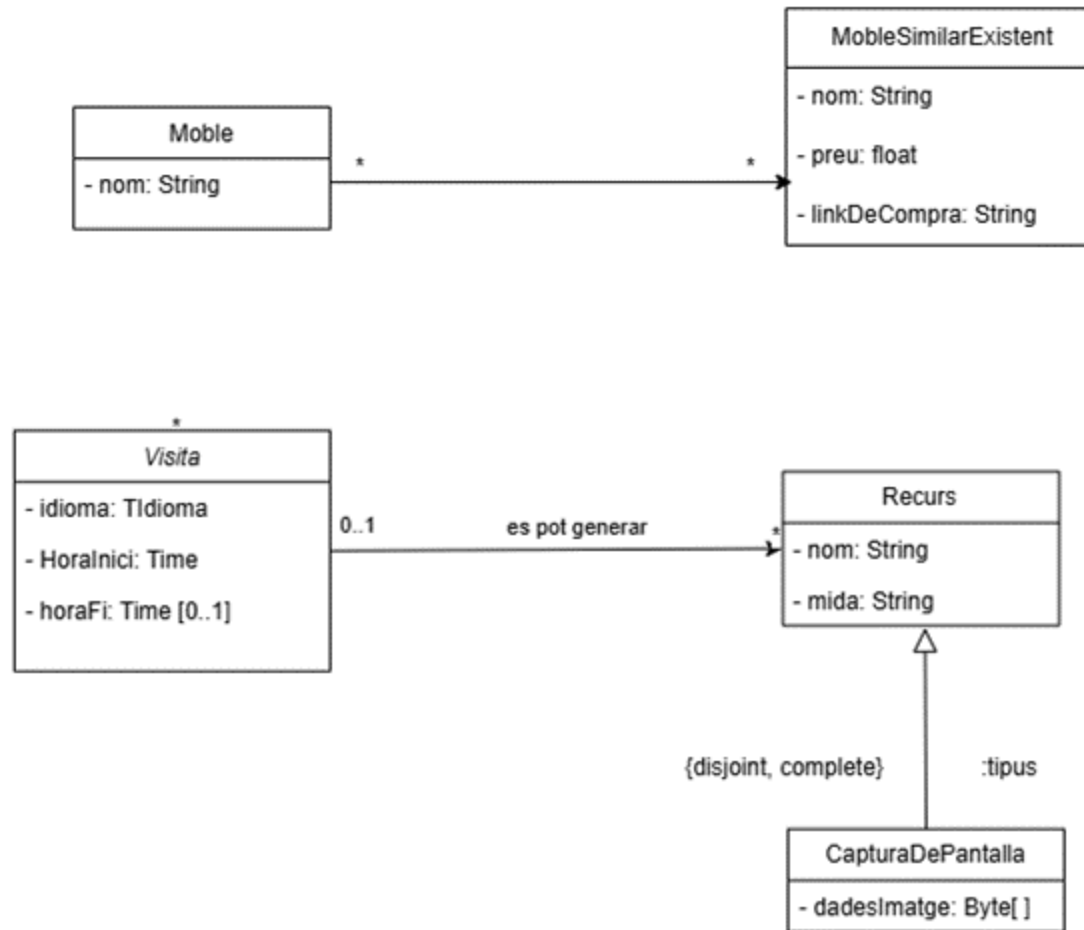 MobleSimilarExistent
- nom: String
- preu: float
- linkDeCompra: String
Moble
- nom: String
*
*
*
Visita
- idioma: TIdioma
- HoraInici: Time
- horaFi: Time [0..1]
0..1
es pot generar
*
Recurs
- nom: String
- mida: String
{disjoint, complete}
:tipus
CapturaDePantalla
- dadesImatge: Byte[ ]